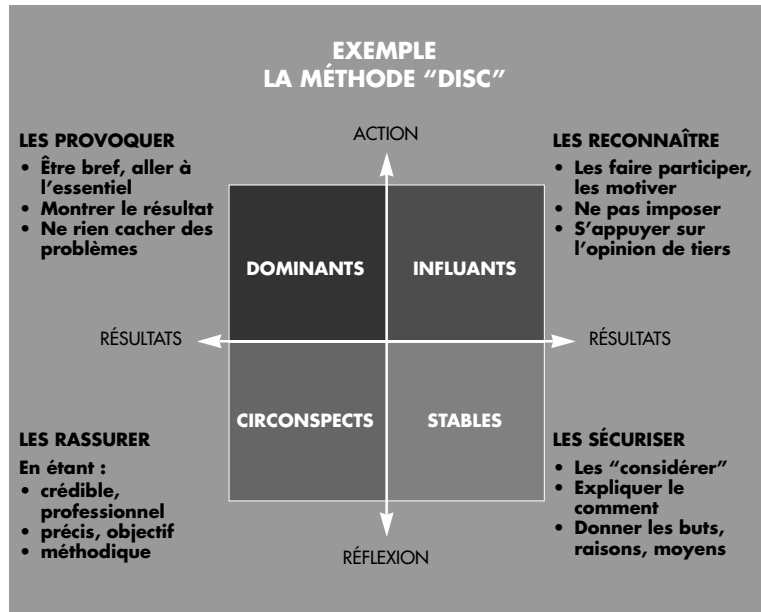 EXEMPLE
LA MÉTHODE “DISC”
LES PROVOQUER
• Être bref, aller à
l’essentiel
• Montrer le résultat
• Ne rien cacher des
problèmes
ACTION
LES RECONNAÎTRE
• Les faire participer,
les motiver
• Ne pas imposer
• S’appuyer sur
l’opinion de tiers
DOMINANTS
INFLUANTS
RÉSULTATS
RÉSULTATS
CIRCONSPECTS
STABLES
LES RASSURER
En étant :
• crédible,
professionnel
• précis, objectif
• méthodique
LES SÉCURISER
• Les “considérer”
• Expliquer le
comment
• Donner les buts,
raisons, moyens
RÉFLEXION